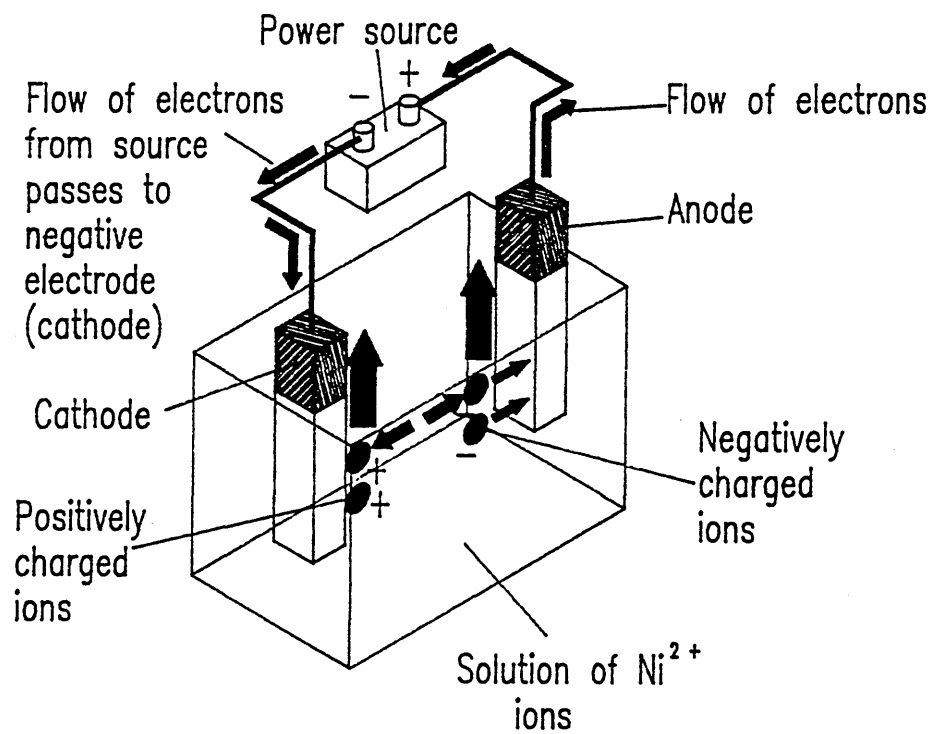 Power source
+
−
Flow of electrons
from source
passes to
negative
electrode
(cathode)
Flow of electrons
Anode
Cathode
Positively
charged
ions
+
+
−
Negatively
charged
ions
Solution of Ni²⁺
ions